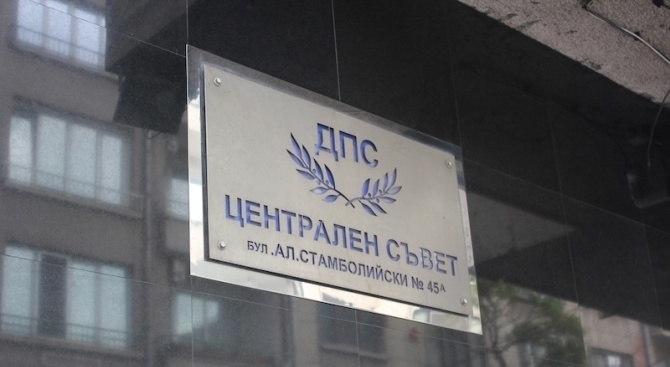 ДПС
ЦЕНТРАЛЕН СЪВЕТ
БУЛ.АЛ.СТАМБОЛИЙСКИ № 45А